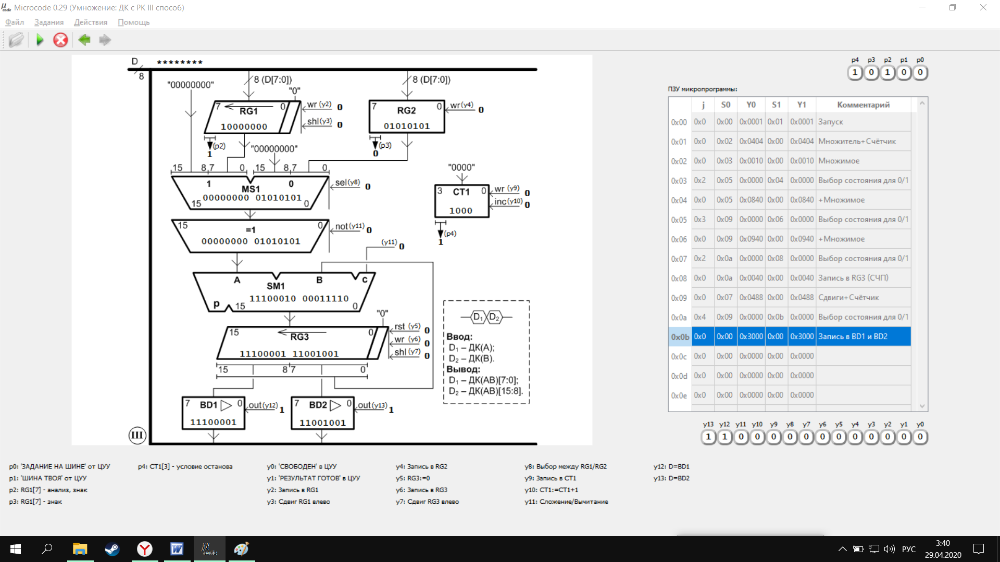 Microcode 0.29 (Умножение: ДК с РК III способ)
Файл Задания Действия Помощь
D ********
8
"00000000" 8 (D[7:0]) 8 (D[7:0])
"0"
7 RG1 0 wr (y2) 0
10000000 shl(y3) 0
(p2)
1
7 RG2 0 wr(y4) 0
01010101
(p3)
0
"00000000"
15 8,7 0 15 8,7 0
1 MS1 0 sel(y8) 0
00000000 01010101
15 0
"0000"
3 CT1 0 wr (y9) 0
inc(y10) 0
1000
(p4)
1
15 =1 0 not(y11) 0
00000000 01010101
(y11) 0
A B c
SM1
11100010 00011110
p 15 0
"0"
15 RG3 0 rst (y5) 0
wr (y6) 0
11100001 11001001 shl (y7) 0
15 8 7 0
7 BD1 0 out(y12) 1
11100001
7 BD2 0 out(y13) 1
11001001
III
D1 D2
Ввод:
D1 – ДК(А);
D2 – ДК(В).
Вывод:
D1 – ДК(АВ)[7:0];
D2 – ДК(АВ)[15:8].
p4 p3 p2 p1 p0
1 0 1 0 0
ПЗУ микропрограммы:
j S0 Y0 S1 Y1 Комментарий
0x00 0x0 0x00 0x0001 0x01 0x0001 Запуск
0x01 0x0 0x02 0x0404 0x00 0x0404 Множитель+Счётчик
0x02 0x0 0x03 0x0010 0x00 0x0010 Множимое
0x03 0x2 0x05 0x0000 0x04 0x0000 Выбор состояния для 0/1
0x04 0x0 0x05 0x0840 0x00 0x0840 +Множимое
0x05 0x3 0x09 0x0000 0x06 0x0000 Выбор состояния для 0/1
0x06 0x0 0x09 0x0940 0x00 0x0940 +Множимое
0x07 0x2 0x0a 0x0000 0x08 0x0000 Выбор состояния для 0/1
0x08 0x0 0x0a 0x0040 0x00 0x0040 Запись в RG3 (СЧП)
0x09 0x0 0x07 0x0488 0x00 0x0488 Сдвиги+Счётчик
0x0a 0x4 0x09 0x0000 0x0b 0x0000 Выбор состояния для 0/1
0x0b 0x0 0x00 0x3000 0x00 0x3000 Запись в BD1 и BD2
0x0c 0x0 0x00 0x0000 0x00 0x0000
0x0d 0x0 0x00 0x0000 0x00 0x0000
0x0e 0x0 0x00 0x0000 0x00 0x0000
y13 y12 y11 y10 y9 y8 y7 y6 y5 y4 y3 y2 y1 y0
1 1 0 0 0 0 0 0 0 0 0 0 0 0
p0: 'ЗАДАНИЕ НА ШИНЕ' от ЦУУ p4: CT1[3] - условие останова y0: 'СВОБОДЕН' в ЦУУ y4: Запись в RG2 y8: Выбор между RG1/RG2 y12: D=BD1
p1: 'ШИНА ТВОЯ' от ЦУУ y1: 'РЕЗУЛЬТАТ ГОТОВ' в ЦУУ y5: RG3:=0 y9: Запись в CT1 y13: D=BD2
p2: RG1[7] - анализ, знак y2: Запись в RG1 y6: Запись в RG3 y10: CT1:=CT1+1
p3: RG1[7] - знак y3: Сдвиг RG1 влево y7: Сдвиг RG3 влево y11: Сложение/Вычитание
РУС 3:40
29.04.2020